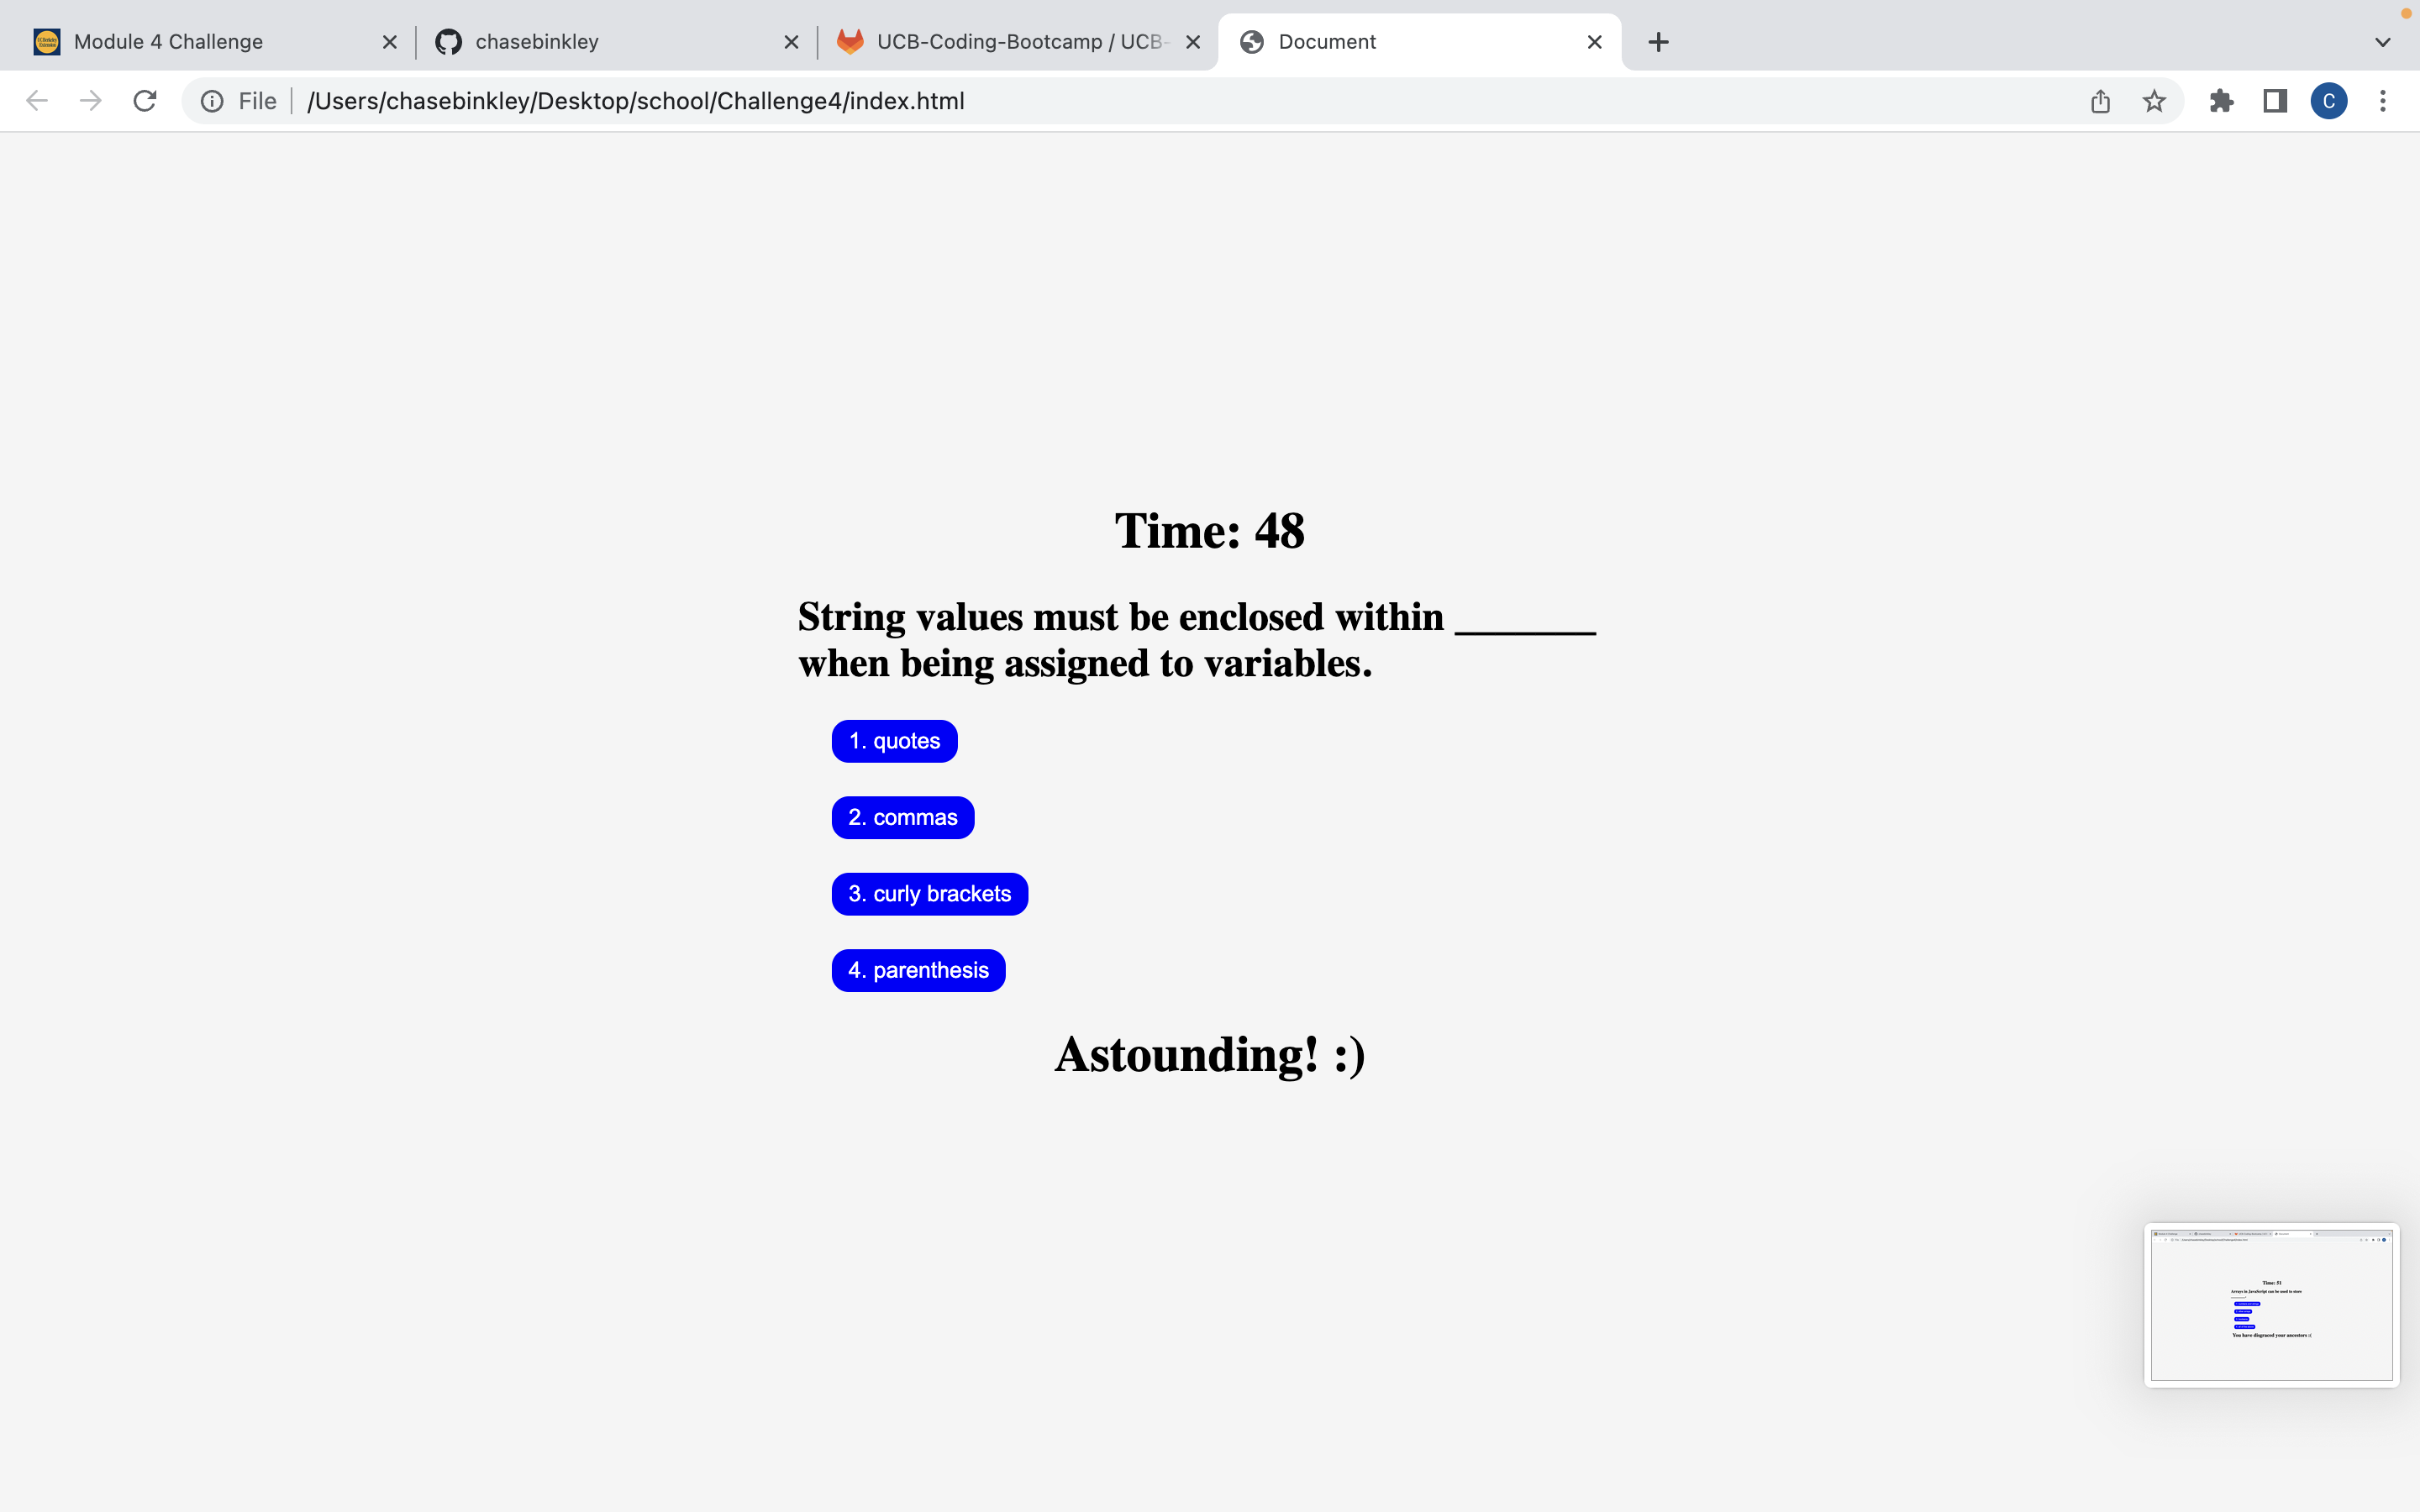 Module 4 Challenge
chasebinkley
UCB-Coding-Bootcamp / UCB-
Document
File
/Users/chasebinkley/Desktop/school/Challenge4/index.html
C
Time: 48
String values must be enclosed within _______
when being assigned to variables.
1. quotes
2. commas
3. curly brackets
4. parenthesis
Astounding! :)
Time: 51
Arrays in JavaScript can be used to store
You have disgraced your ancestors :(